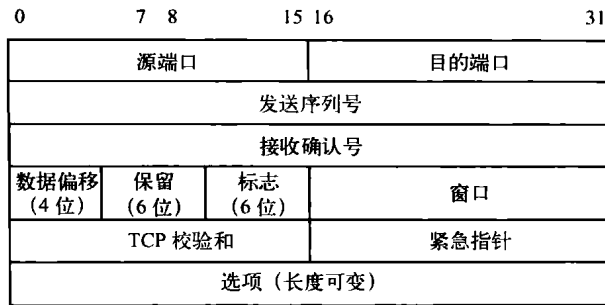 0 7 8 15 16 31
源端口 目的端口
发送序列号
接收确认号
数据偏移 保留 标志 窗口
(4 位) (6 位) (6 位)
TCP 校验和 紧急指针
选项（长度可变）